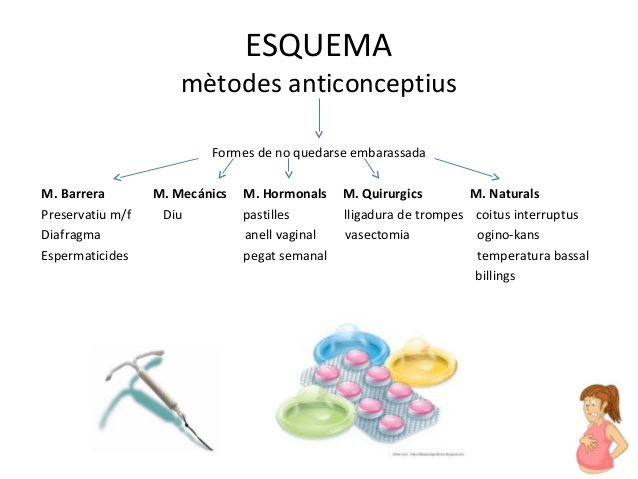 ESQUEMA
mètodes anticonceptius
Formes de no quedarse embarassada
M. Barrera M. Mecánics M. Hormonals M. Quirurgics M. Naturals
Preservatiu m/f Diu pastilles lligadura de trompes coitus interruptus
Diafragma anell vaginal vasectomia ogino-kans
Espermaticides pegat semanal temperatura bassal
billings